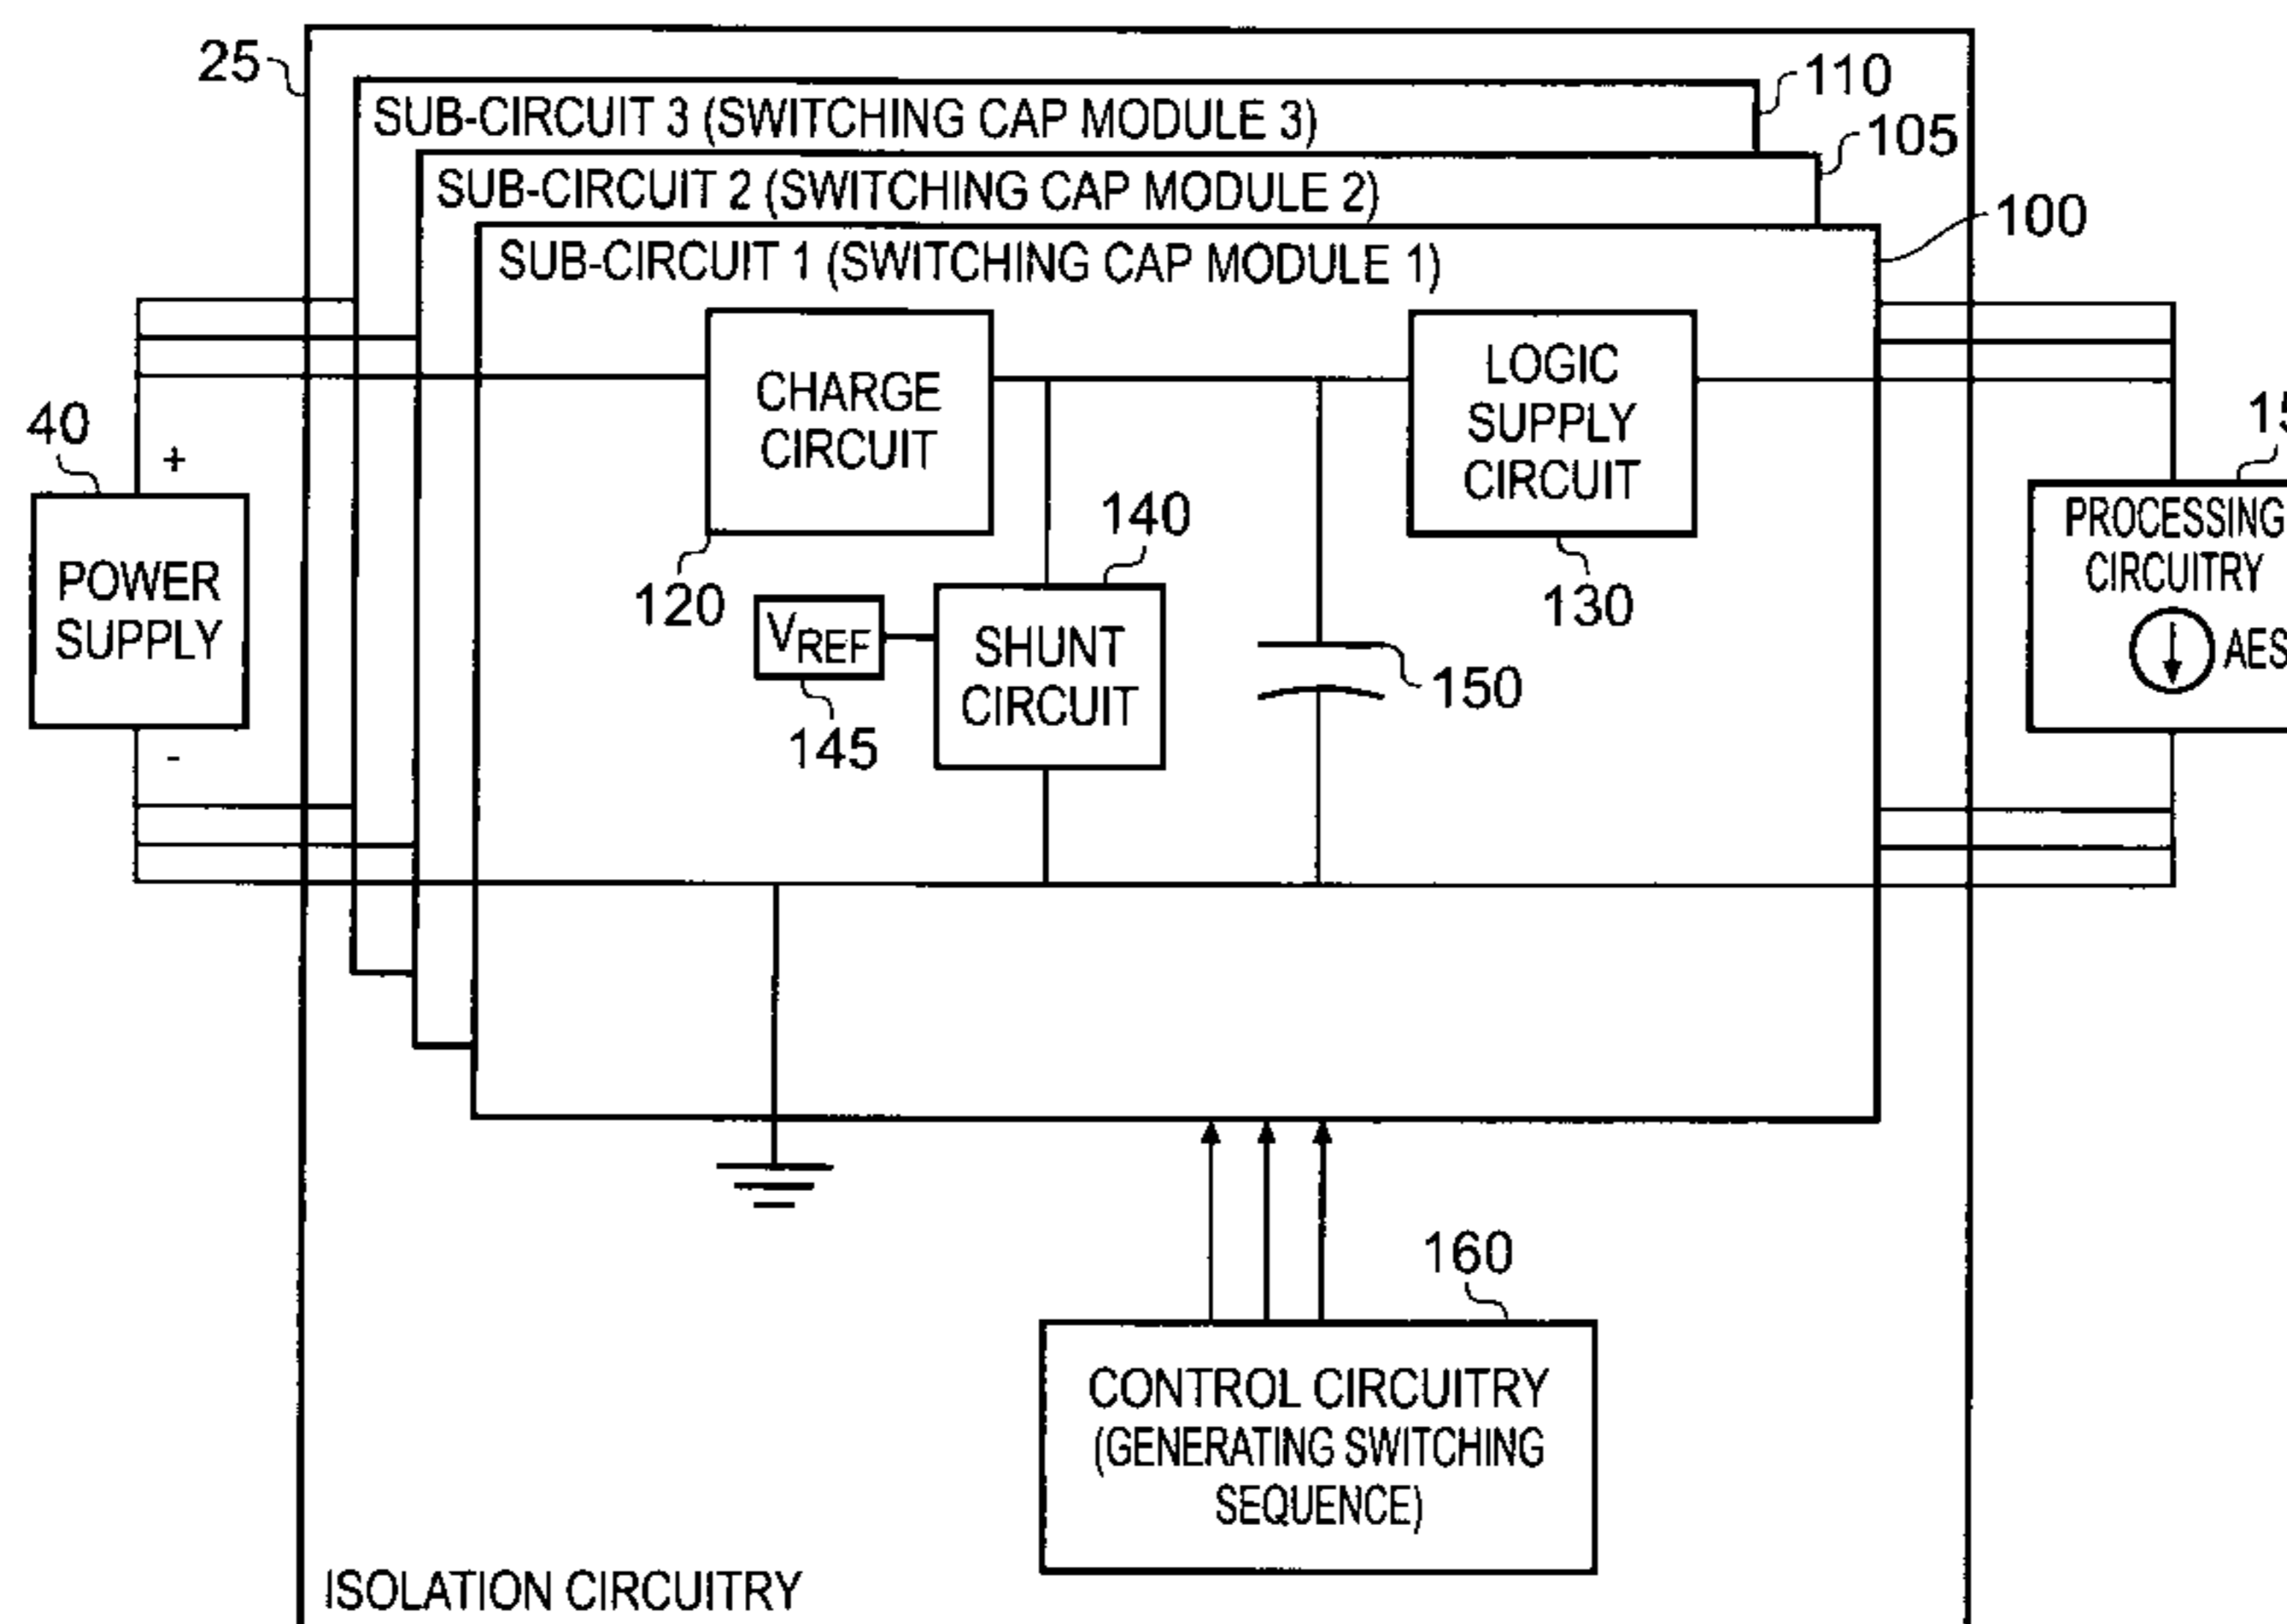 25
110
SUB-CIRCUIT 3 (SWITCHING CAP MODULE 3)
105
SUB-CIRCUIT 2 (SWITCHING CAP MODULE 2)
100
SUB-CIRCUIT 1 (SWITCHING CAP MODULE 1)
CHARGE
CIRCUIT
120
LOGIC
SUPPLY
CIRCUIT
130
40
+
POWER
SUPPLY
-
140
VREF
145
SHUNT
CIRCUIT
150
15
PROCESSING
CIRCUITRY
AES
160
CONTROL CIRCUITRY
(GENERATING SWITCHING
SEQUENCE)
ISOLATION CIRCUITRY